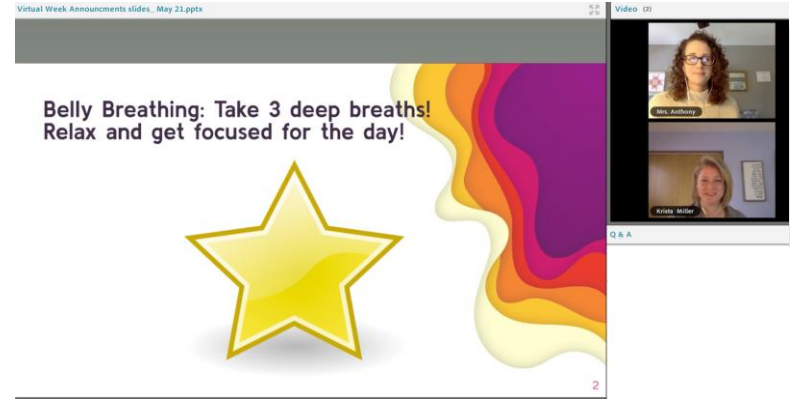 Virtual Week Announcments slides_ May 21.pptx
Belly Breathing: Take 3 deep breaths!
Relax and get focused for the day!
2
Video (2)
Mrs. Anthony
Krista Miller
Q & A